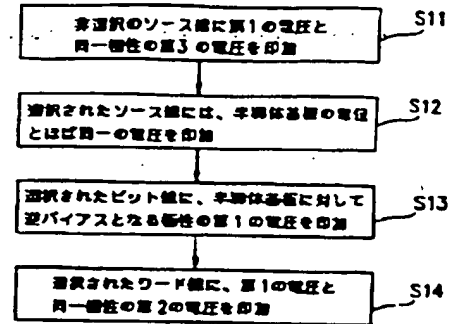 非選択のソース線に第1の電圧と
同一極性の第3の電圧を印加
S11
選択されたソース線には、半導体基板の電位
とほぼ同一の電圧を印加
S12
選択されたビット線に、半導体基板に対して
逆バイアスとなる極性の第1の電圧を印加
S13
選択されたワード線に、第1の電圧と
同一極性の第2の電圧を印加
S14